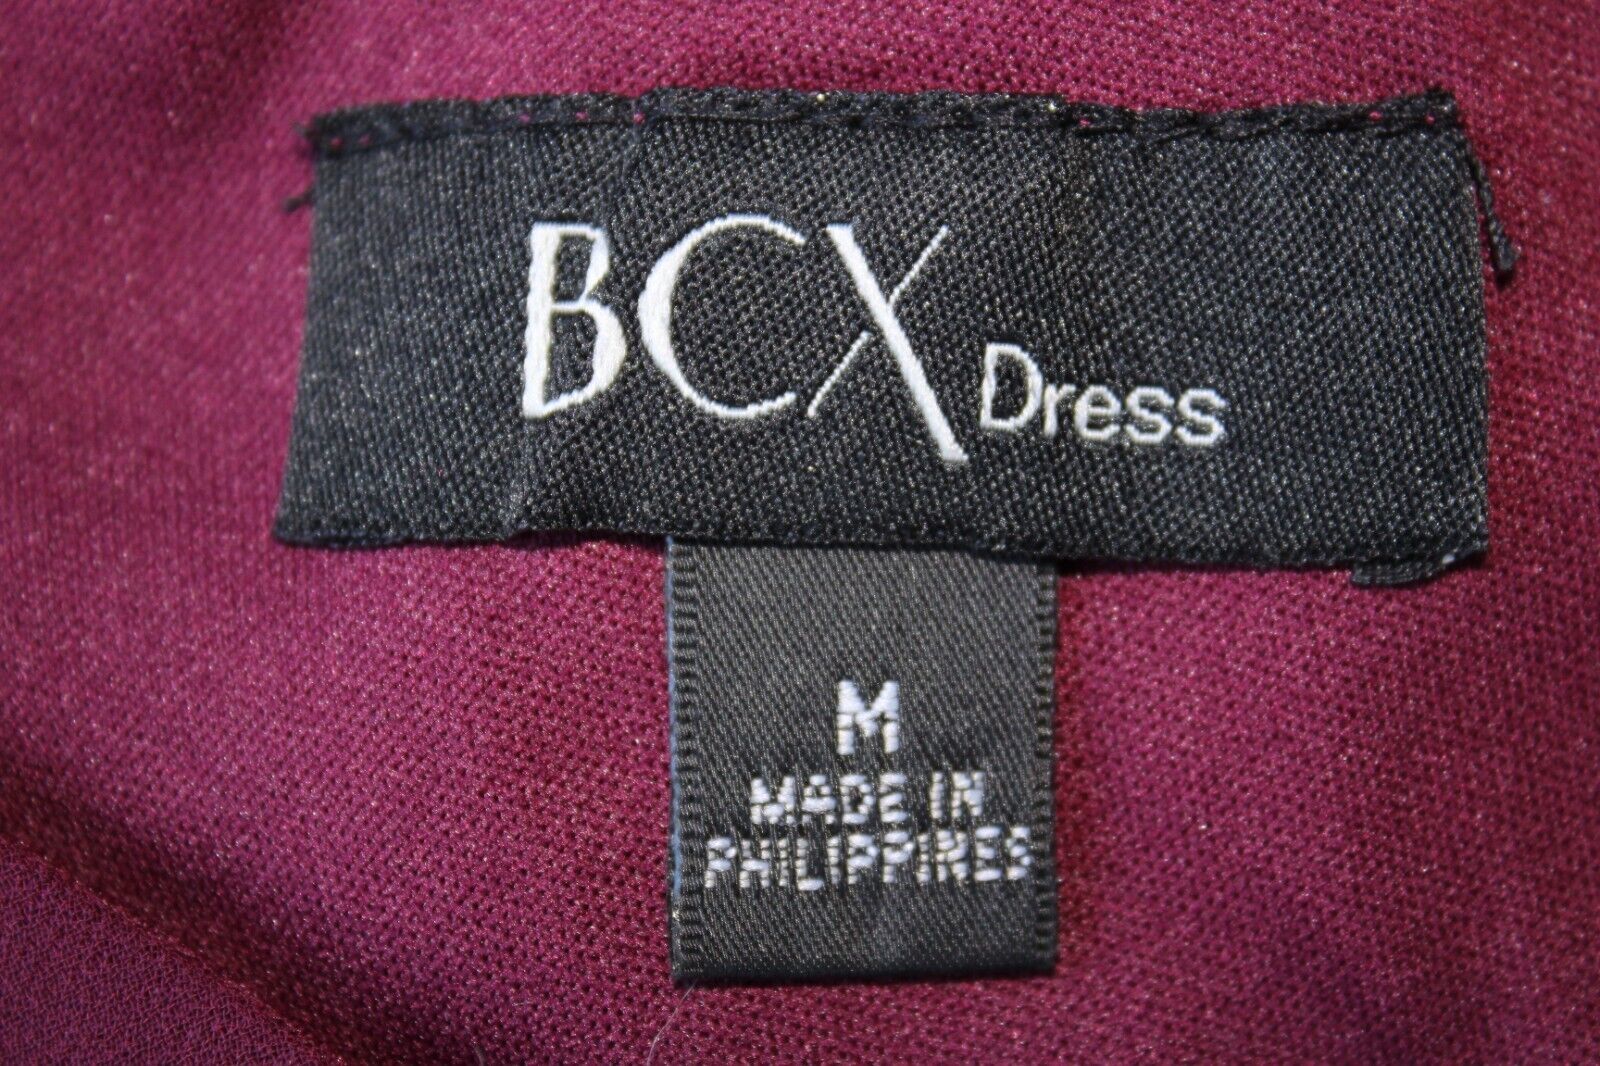 BCX Dress
M
MADE IN
PHILIPPINES